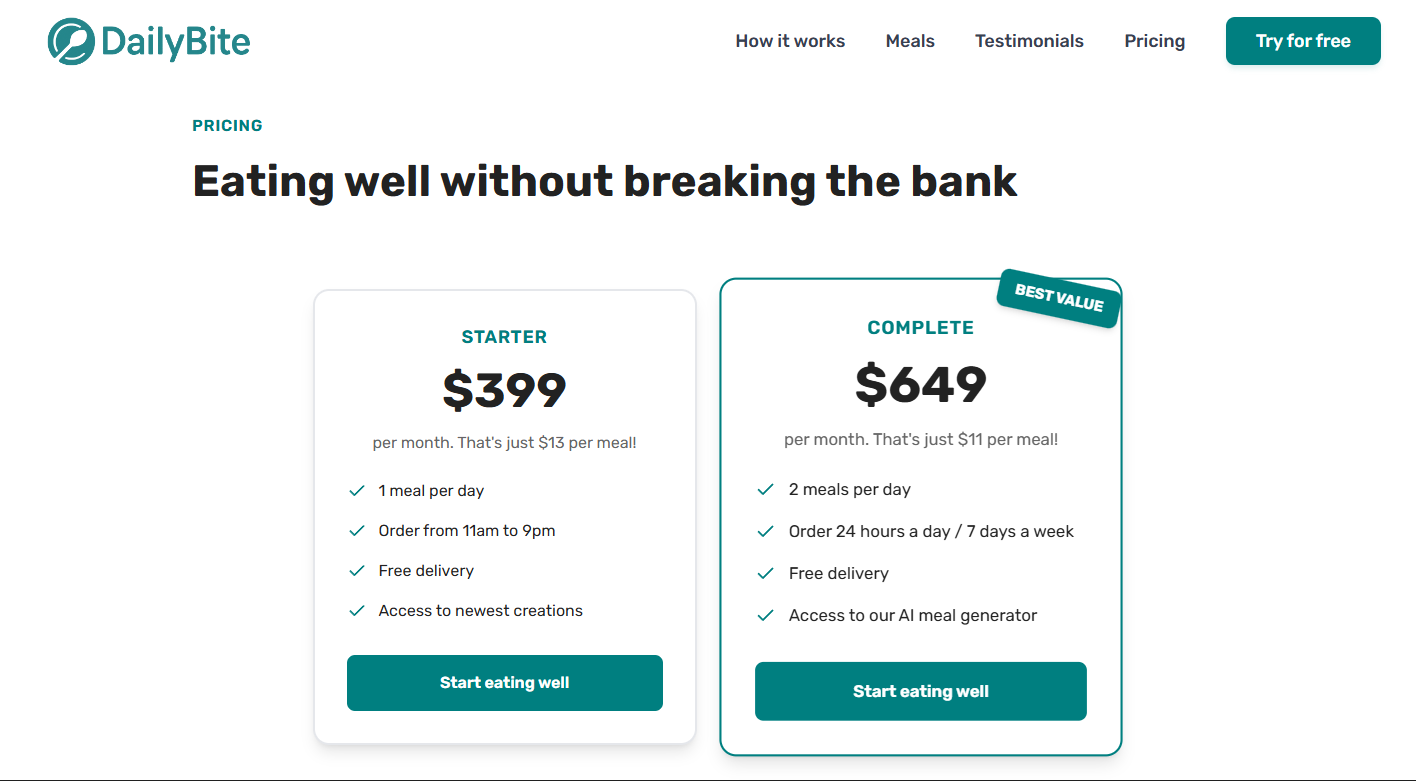 DailyBite
How it works
Meals
Testimonials
Pricing
Try for free
PRICING
Eating well without breaking the bank
STARTER
$399
per month. That's just $13 per meal!
1 meal per day
Order from 11am to 9pm
Free delivery
Access to newest creations
Start eating well
BEST VALUE
COMPLETE
$649
per month. That's just $11 per meal!
2 meals per day
Order 24 hours a day / 7 days a week
Free delivery
Access to our AI meal generator
Start eating well